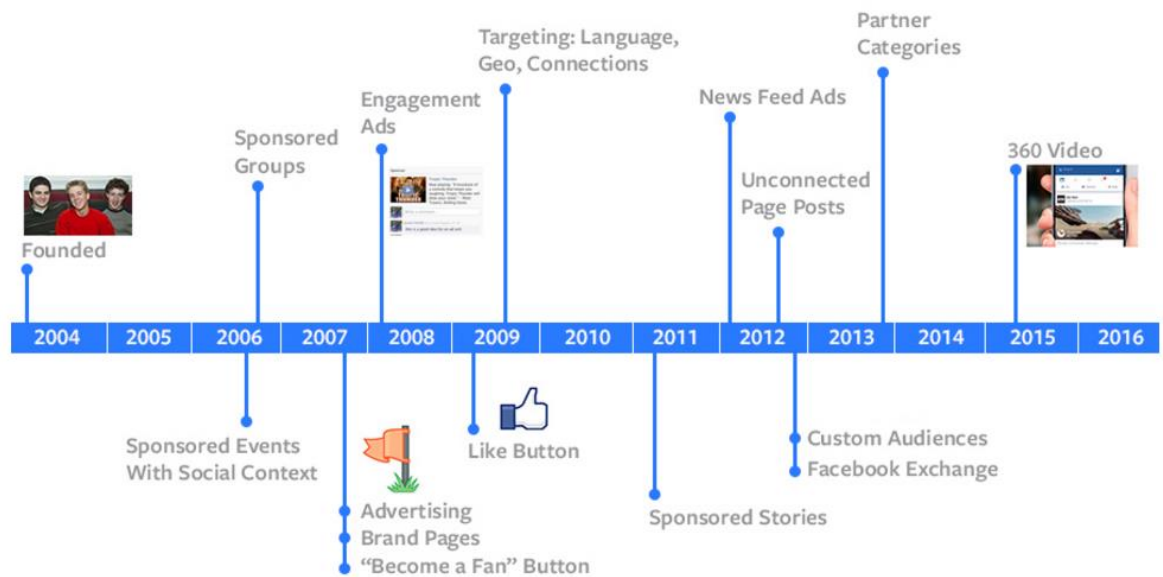 Partner
Categories
Targeting: Language,
Geo, Connections
Engagement
Ads
News Feed Ads
Sponsored
Groups
360 Video
Unconnected
Page Posts
Founded
2004
2005
2006
2007
2008
2009
2010
2011
2012
2013
2014
2015
2016
Sponsored Events
With Social Context
Like Button
Custom Audiences
Facebook Exchange
Advertising
Brand Pages
“Become a Fan” Button
Sponsored Stories